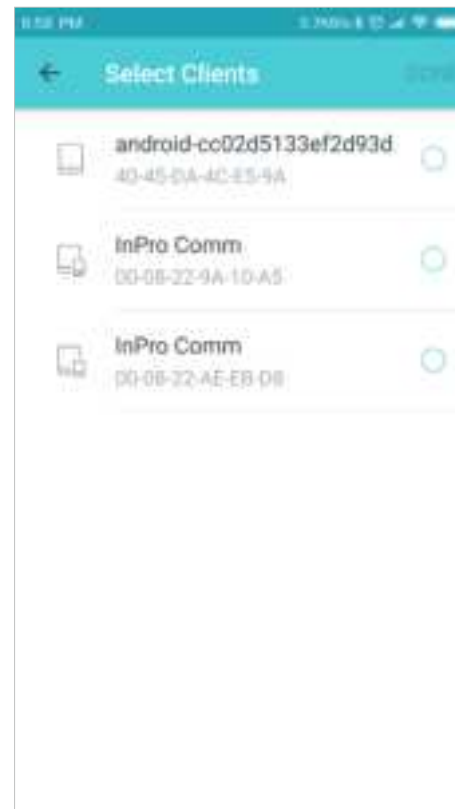 Select Clients
android-cc02d5133ef2d93d
40-45-DA-4C-E5-9A
InPro Comm
00-08-22-9A-10-A5
InPro Comm
00-08-22-AE-EB-D8